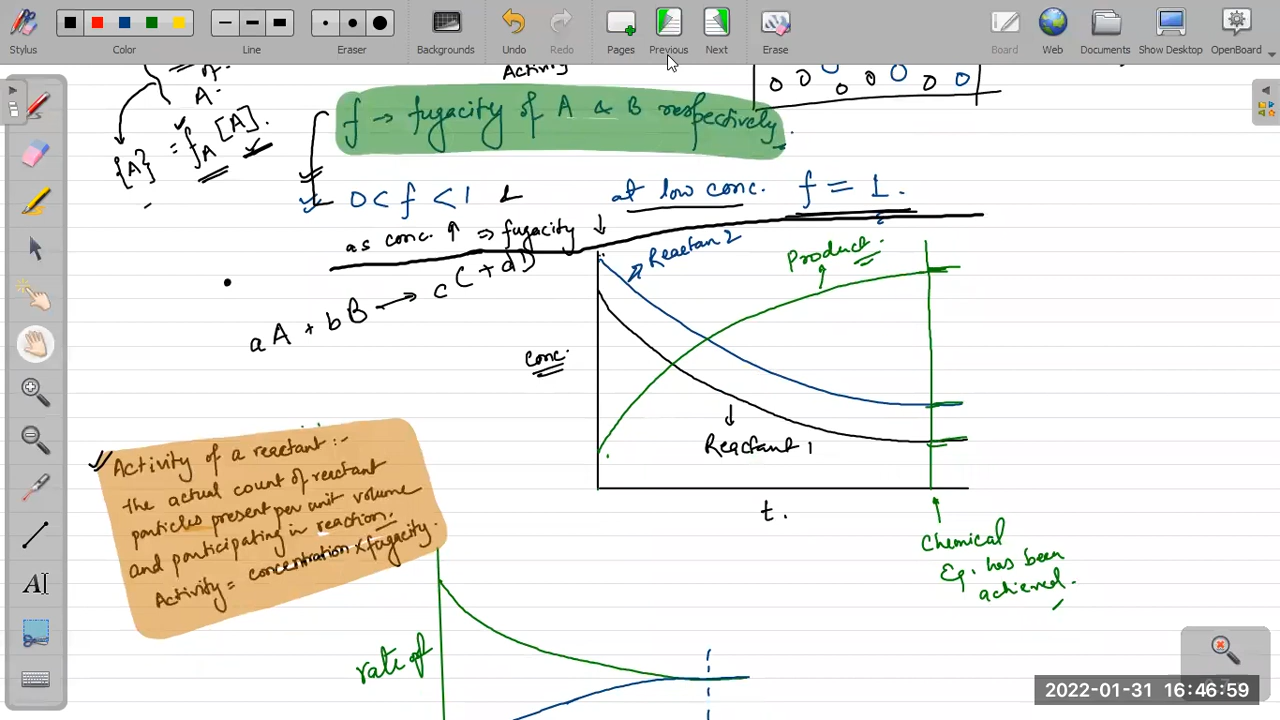 Stylus
Color
Line
Eraser
Backgrounds
Undo
Redo
Pages
Previous
Next
Erase
Board
Web
Documents
Show Desktop
OpenBoard
of.
A.
Activity
{A} = fA [A].
f → fugacity of A & B respectively.
0 < f < 1
at low conc. f = 1.
as conc. ↑ ⇒ fugacity ↓
aA + bB → cC + dD
Reactan 2
Product.
conc.
Reactant 1
t.
Chemical
Eq. has been
achieved.
Activity of a reactant :-
The actual count of reactant
particles present per unit volume
and participating in reaction.
Activity = concentration × fugacity.
rate of
2022-01-31 16:46:59